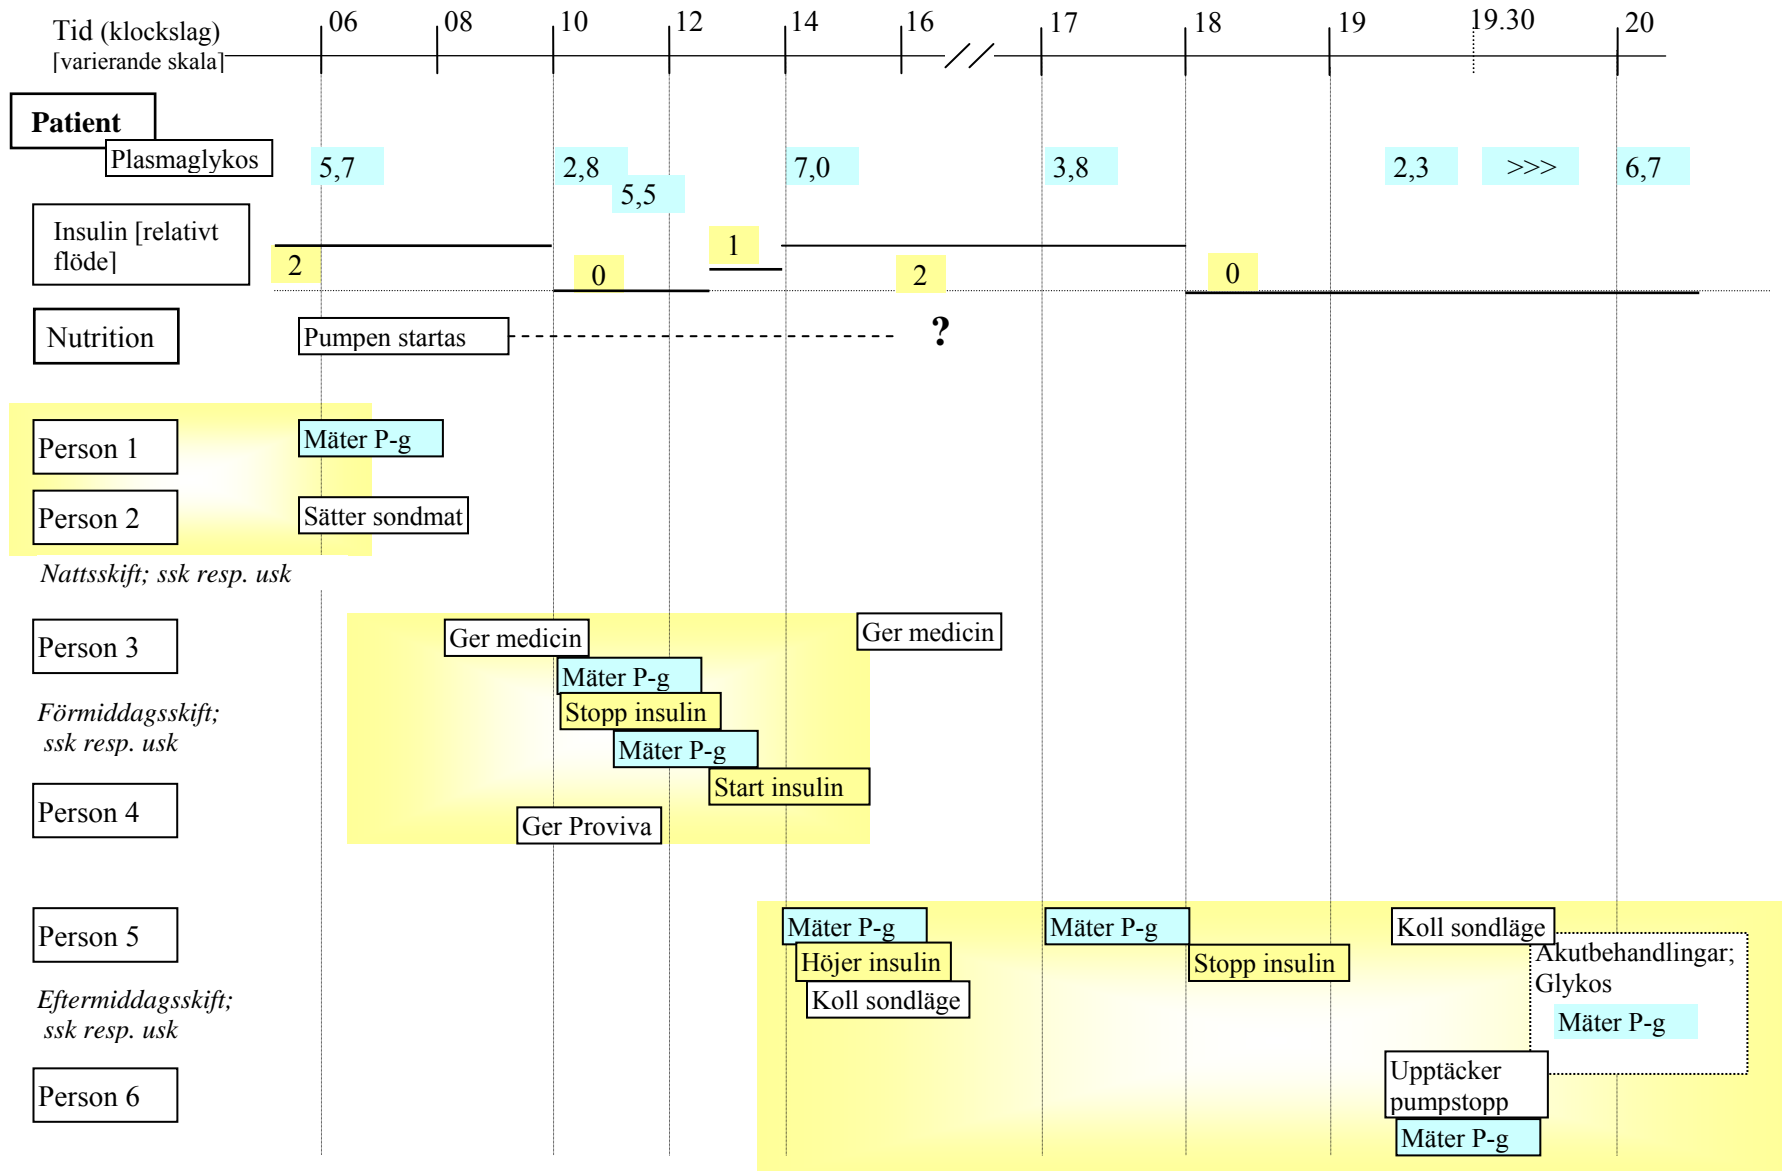 Tid (klockslag)
[varierande skala]
06 08 10 12 14 16 17 18 19 19.30 20
Patient
Plasmaglykos
5,7 2,8 7,0 3,8 2,3 >>> 6,7
5,5
Insulin [relativt
flöde]
2 0 1 2 0
Nutrition
Pumpen startas
?
Person 1
Mäter P-g
Person 2
Sätter sondmat
Nattsskift; ssk resp. usk
Person 3
Ger medicin
Ger medicin
Mäter P-g
Stopp insulin
Förmiddagsskift;
ssk resp. usk
Mäter P-g
Start insulin
Person 4
Ger Proviva
Person 5
Mäter P-g
Mäter P-g
Koll sondläge
Höjer insulin
Stopp insulin
Akutbehandlingar;
Glykos
Koll sondläge
Eftermiddagsskift;
ssk resp. usk
Mäter P-g
Person 6
Upptäcker
pumpstopp
Mäter P-g